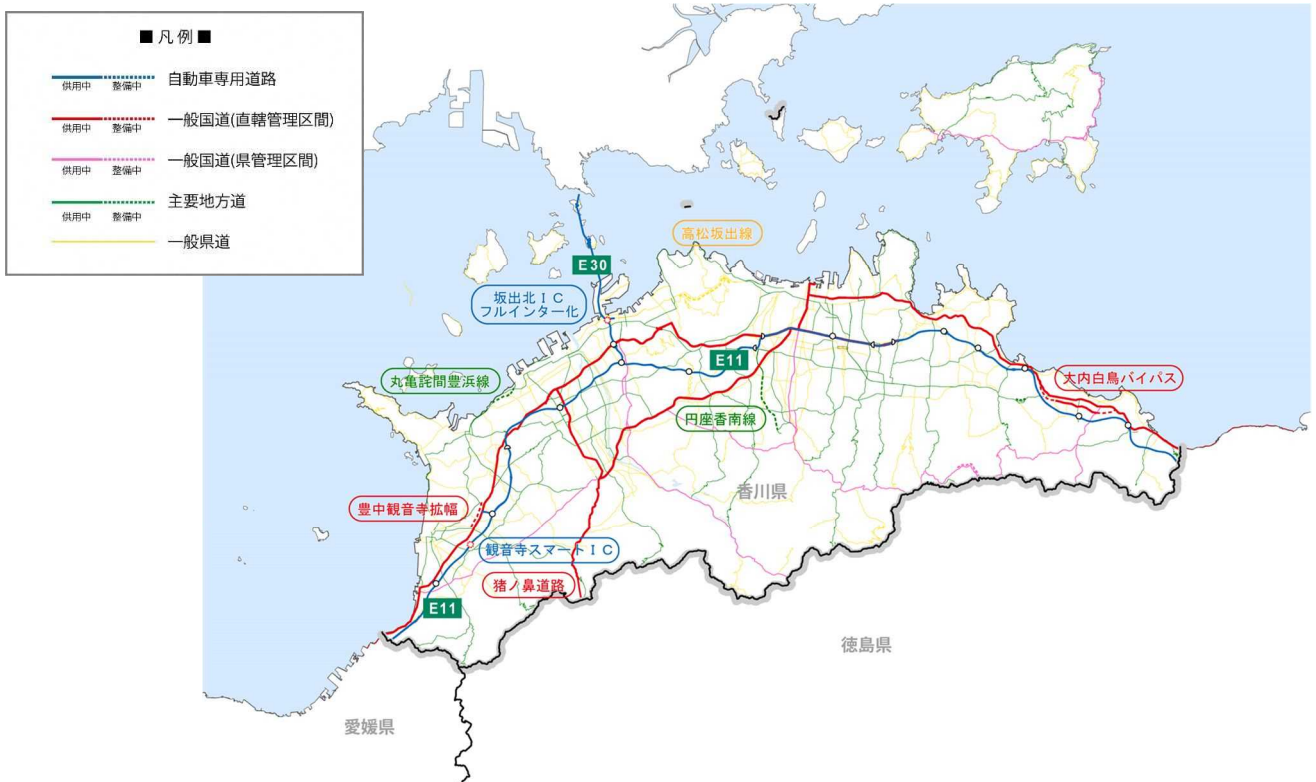 ■ 凡 例 ■
供用中 整備中 自動車専用道路
供用中 整備中 一般国道(直轄管理区間)
供用中 整備中 一般国道(県管理区間)
供用中 整備中 主要地方道
一般県道
高松坂出線
E30
坂出北ＩＣ
フルインター化
E11
丸亀詫間豊浜線
大内白鳥バイパス
円座香南線
香川県
豊中観音寺拡幅
観音寺スマートＩＣ
猪ノ鼻道路
E11
徳島県
愛媛県